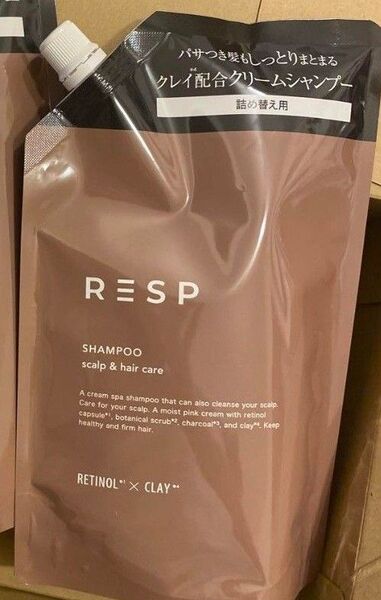 パサつき髪もしっとりまとまる
クレイ配合クリームシャンプー
詰め替え用
RESP
SHAMPOO
scalp & hair care
A cream spa shampoo that can also cleanse your scalp.
Care for your scalp. A moist pink cream with retinol
capsule*¹, botanical scrub*², charcoal*³, and clay*⁴. Keep
healthy and firm hair.
RETINOL*¹ × CLAY*⁴